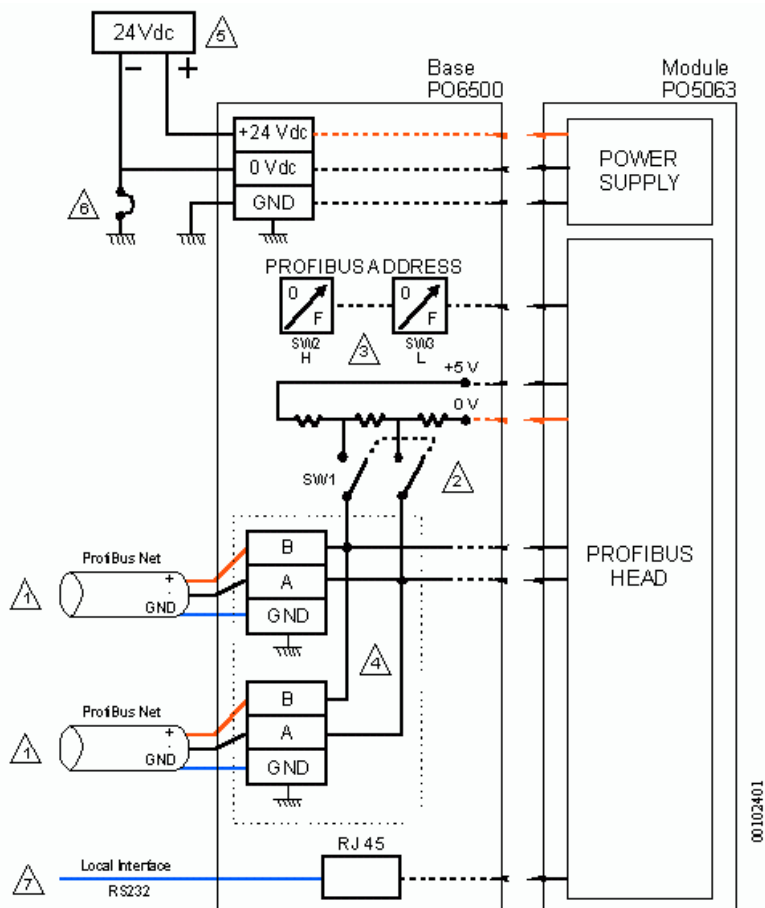 24Vdc
5
- +
Base
PO6500
Module
PO5063
+24 Vdc
0 Vdc
GND
6
POWER
SUPPLY
PROFIBUS ADDRESS
0
F
SW2
H
0
F
SW3
L
3
+5 V
0 V
SW1
2
ProfiBus Net
+
-
GND
1
B
A
GND
PROFIBUS
HEAD
4
ProfiBus Net
+
-
GND
1
B
A
GND
RJ 45
7
Local Interface
RS232
00102401